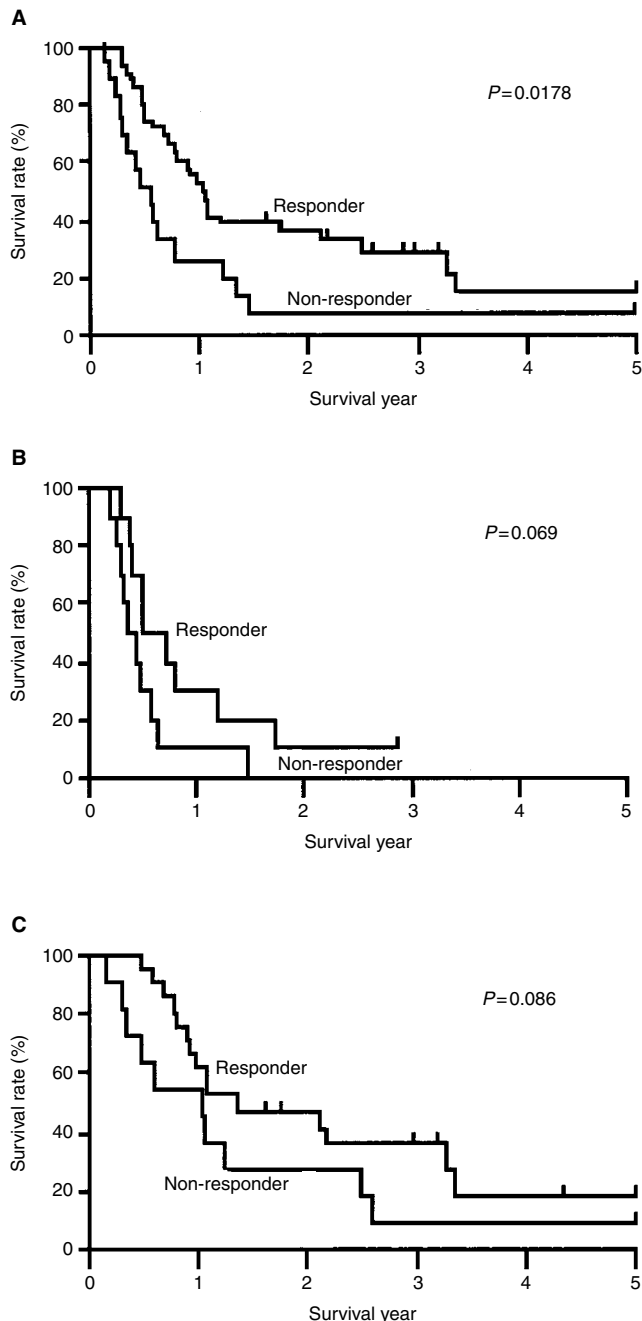 A
100
80
60
40
20
0
Survival rate (%)
P=0.0178
Responder
Non-responder
0 1 2 3 4 5
Survival year
B
100
80
60
40
20
0
Survival rate (%)
P=0.069
Responder
Non-responder
0 1 2 3 4 5
Survival year
C
100
80
60
40
20
0
Survival rate (%)
P=0.086
Responder
Non-responder
0 1 2 3 4 5
Survival year